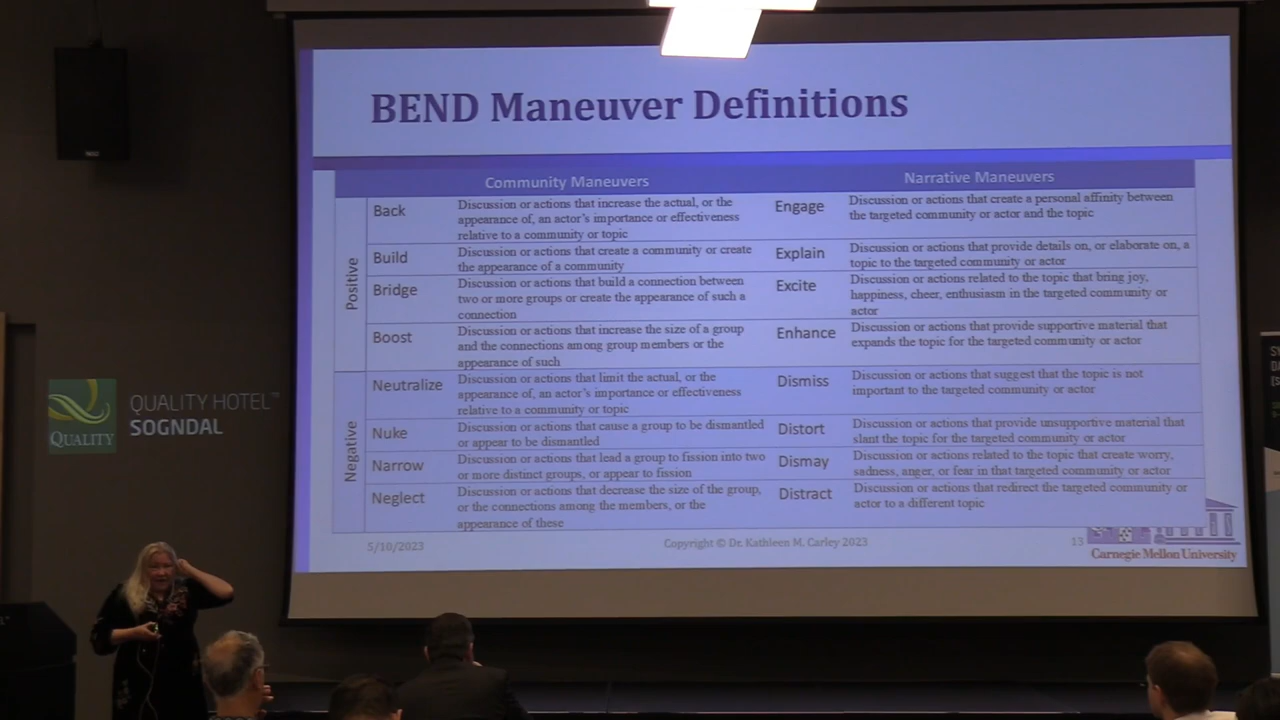 BEND Maneuver Definitions
Community Maneuvers
Narrative Maneuvers
Positive
Back
Discussion or actions that increase the actual, or the
appearance of, an actor's importance or effectiveness
relative to a community or topic
Engage
Discussion or actions that create a personal affinity between
the targeted community or actor and the topic
Build
Discussion or actions that create a community or create
the appearance of a community
Explain
Discussion or actions that provide details on, or elaborate on, a
topic to the targeted community or actor
Bridge
Discussion or actions that build a connection between
two or more groups or create the appearance of such a
connection
Excite
Discussion or actions related to the topic that bring joy,
happiness, cheer, enthusiasm in the targeted community or
actor
Boost
Discussion or actions that increase the size of a group
and the connections among group members or the
appearance of such
Enhance
Discussion or actions that provide supportive material that
expands the topic for the targeted community or actor
Negative
Neutralize
Discussion or actions that limit the actual, or the
appearance of, an actor's importance or effectiveness
relative to a community or topic
Dismiss
Discussion or actions that suggest that the topic is not
important to the targeted community or actor
Nuke
Discussion or actions that cause a group to be dismantled
or appear to be dismantled
Distort
Discussion or actions that provide unsupportive material that
slant the topic for the targeted community or actor
Narrow
Discussion or actions that lead a group to fission into two
or more distinct groups, or appear to fission
Dismay
Discussion or actions related to the topic that create worry,
sadness, anger, or fear in that targeted community or actor
Neglect
Discussion or actions that decrease the size of the group,
or the connections among the members, or the
appearance of these
Distract
Discussion or actions that redirect the targeted community or
actor to a different topic
5/10/2023
Copyright © Dr. Kathleen M. Carley 2023
13
Carnegie Mellon University
QUALITY
QUALITY HOTEL™
SOGNDAL